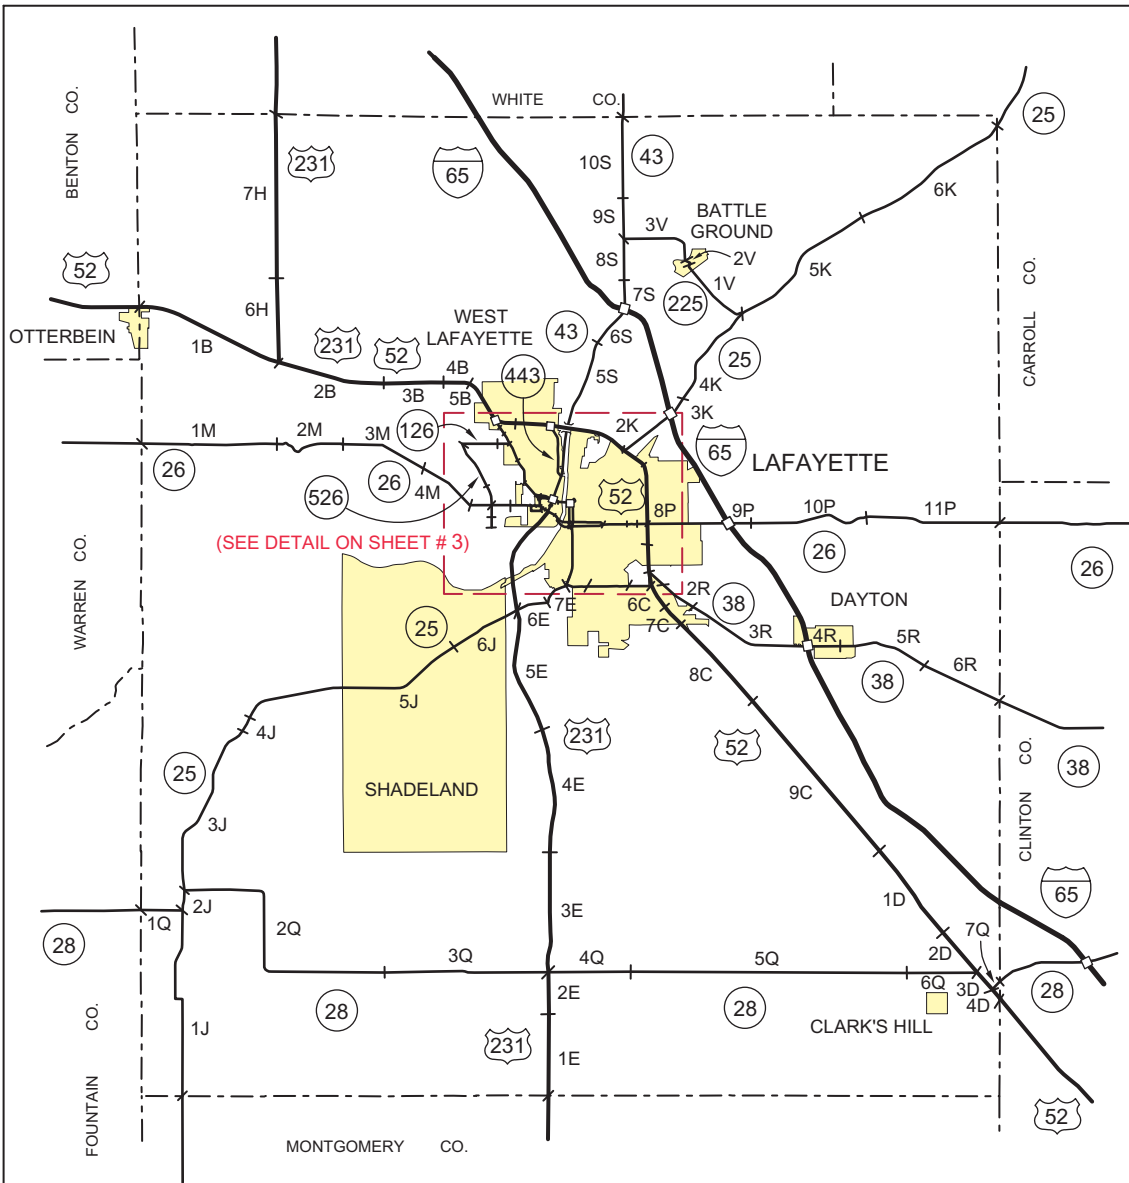 WHITE CO.
BENTON CO.
25
43
10S
231
65
7H
6K
9S
3V
BATTLE
GROUND
8S
2V
5K
52
1V
CARROLL CO.
7S
225
6H
WEST
LAFAYETTE
43
6S
OTTERBEIN
1B
231
52
25
4B
443
5S
4K
2B
3B
5B
3K
1M
2M
3M
126
2K
65
LAFAYETTE
26
26
4M
526
52
8P
9P
10P
11P
(SEE DETAIL ON SHEET # 3)
26
26
WARREN CO.
2R
38
DAYTON
7E
6C
25
6E
7C
3R
4R
5R
6J
5E
8C
6R
38
5J
4J
231
52
38
25
SHADELAND
4E
9C
3J
CLINTON CO.
65
1D
2J
1Q
3E
28
2Q
7Q
3Q
4Q
5Q
2D
6Q
3D
28
2E
4D
28
28
1J
CLARK'S HILL
231
1E
52
FOUNTAIN CO.
MONTGOMERY CO.